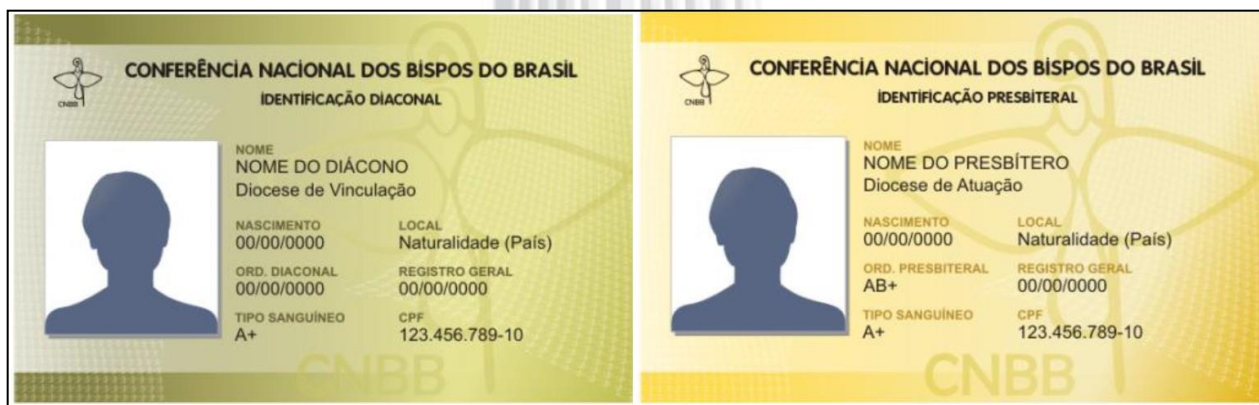 CNBB
CONFERÊNCIA NACIONAL DOS BISPOS DO BRASIL
IDENTIFICAÇÃO DIACONAL
NOME
NOME DO DIÁCONO
Diocese de Vinculação
NASCIMENTO LOCAL
00/00/0000 Naturalidade (País)
ORD. DIACONAL REGISTRO GERAL
00/00/0000 00/00/0000
TIPO SANGUÍNEO CPF
A+ 123.456.789-10
CNBB
CNBB
CONFERÊNCIA NACIONAL DOS BISPOS DO BRASIL
IDENTIFICAÇÃO PRESBITERAL
NOME
NOME DO PRESBÍTERO
Diocese de Atuação
NASCIMENTO LOCAL
00/00/0000 Naturalidade (País)
ORD. PRESBITERAL REGISTRO GERAL
AB+ 00/00/0000
TIPO SANGUÍNEO CPF
A+ 123.456.789-10
CNBB